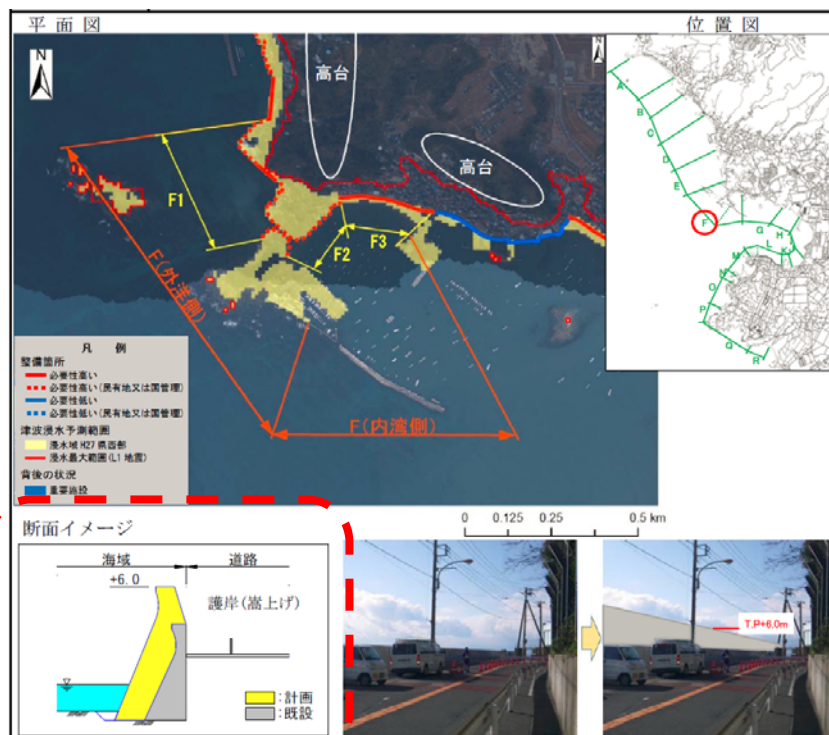 平面図
位置図
N
高台
高台
F1
F2
F3
F(外洋側)
F(内湾側)
A
B
C
D
E
F
G
H
L
M
N
O
P
Q
R
凡 例
整備箇所
必要性高い
必要性高い(民有地又は国管理)
必要性低い
必要性低い(民有地又は国管理)
津波浸水予測範囲
浸水域H27県西部
浸水最大範囲(L1地震)
背後の状況
重要施設
0 0.125 0.25 0.5 km
断面イメージ
海域 道路
+6.0
護岸(嵩上げ)
:計画
:既設
T.P+6.0m